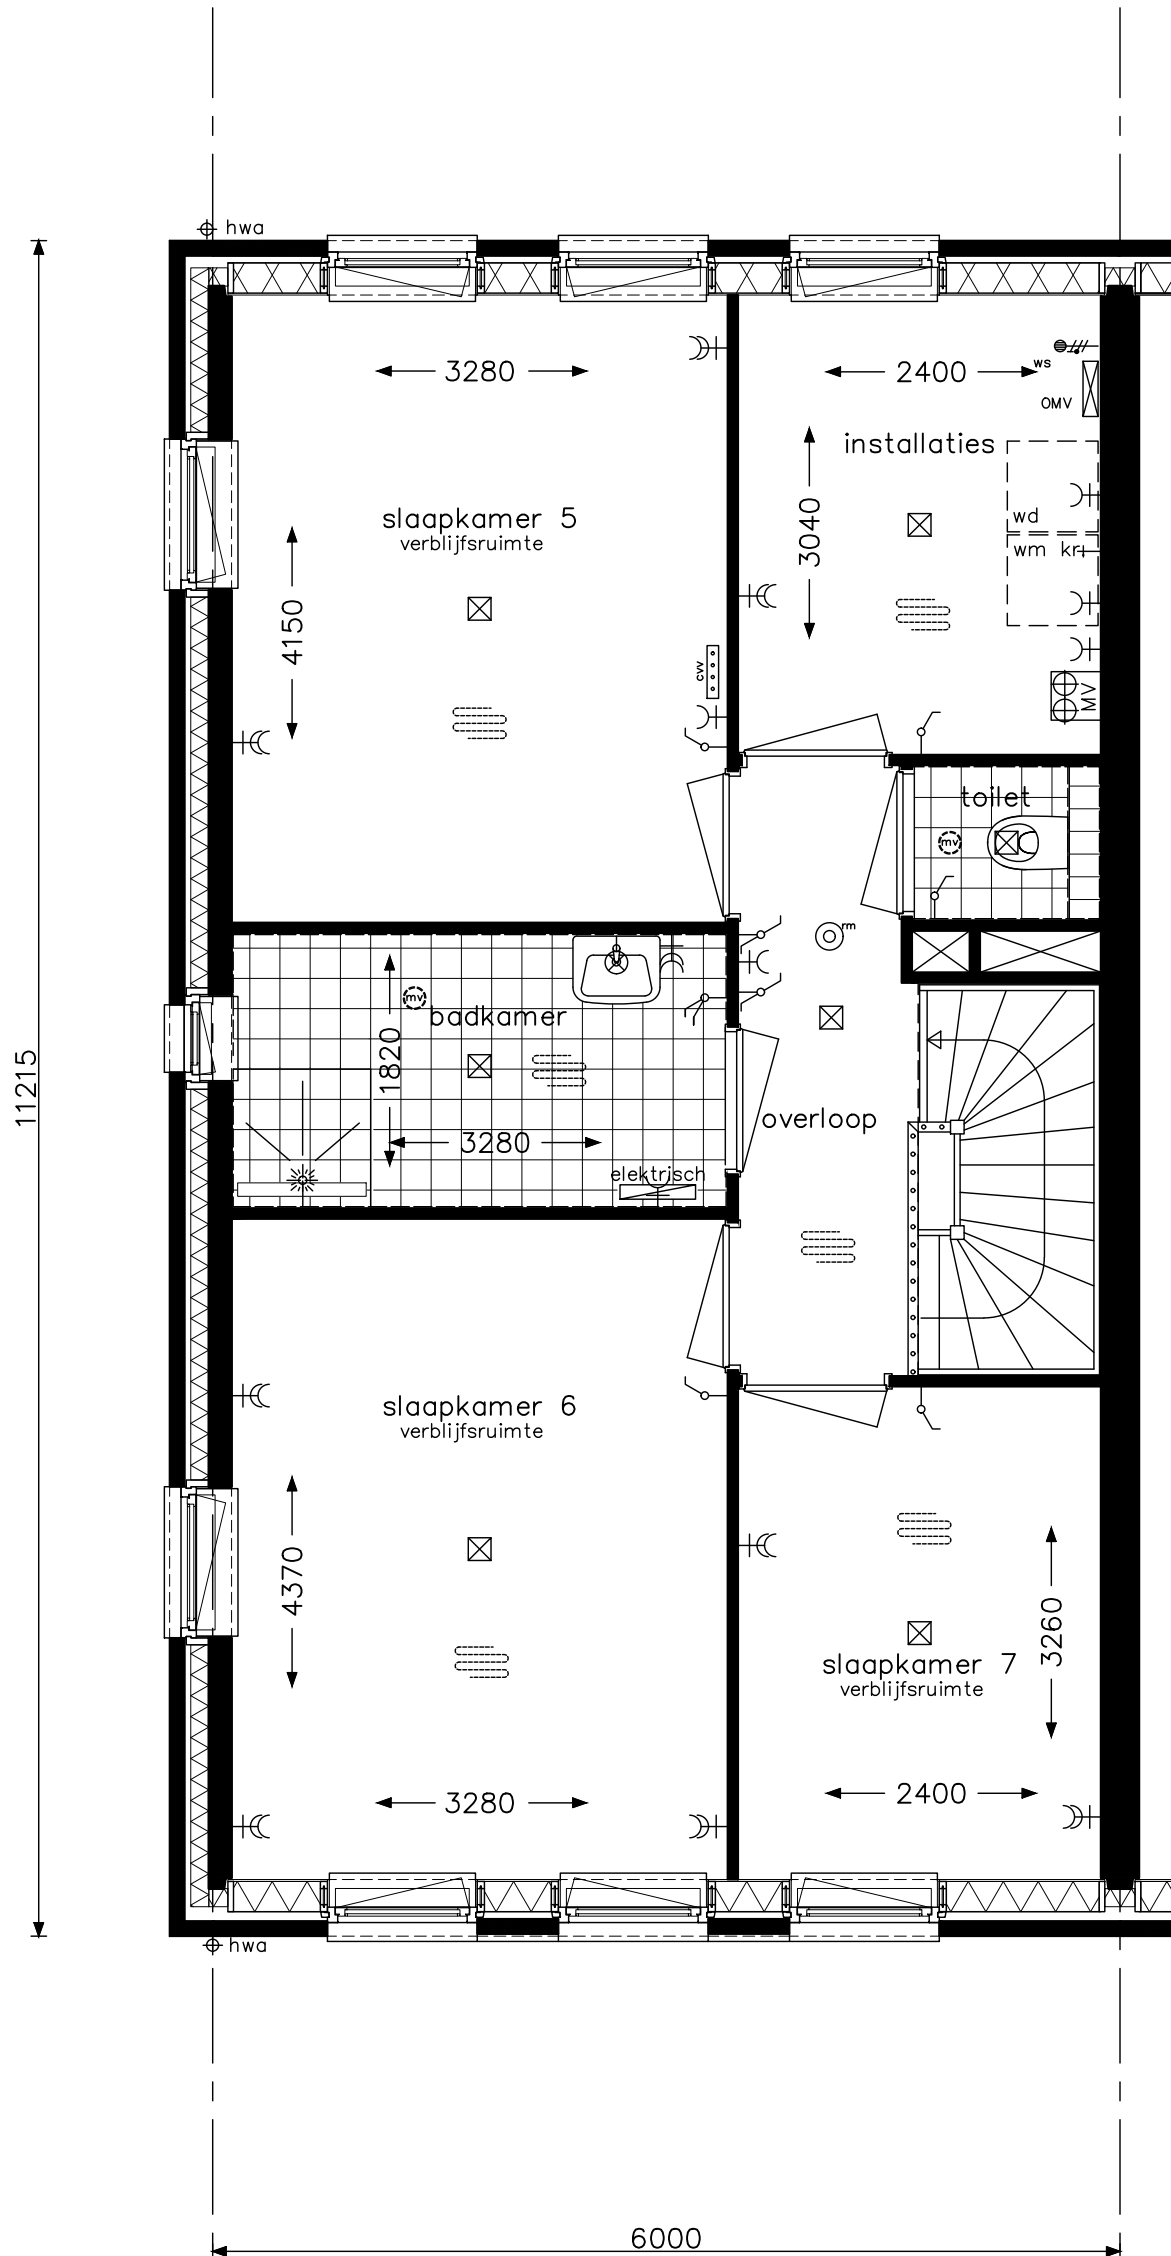 hwa
3280
2400
ws
OMV
installaties
slaapkamer 5
verblijfsruimte
3040
wd
wm kr
4150
cvv
MV
toilet
mv
rm
mv
badkamer
1820
11215
overloop
3280
elektrisch
slaapkamer 6
verblijfsruimte
4370
3260
slaapkamer 7
verblijfsruimte
3280
2400
hwa
6000